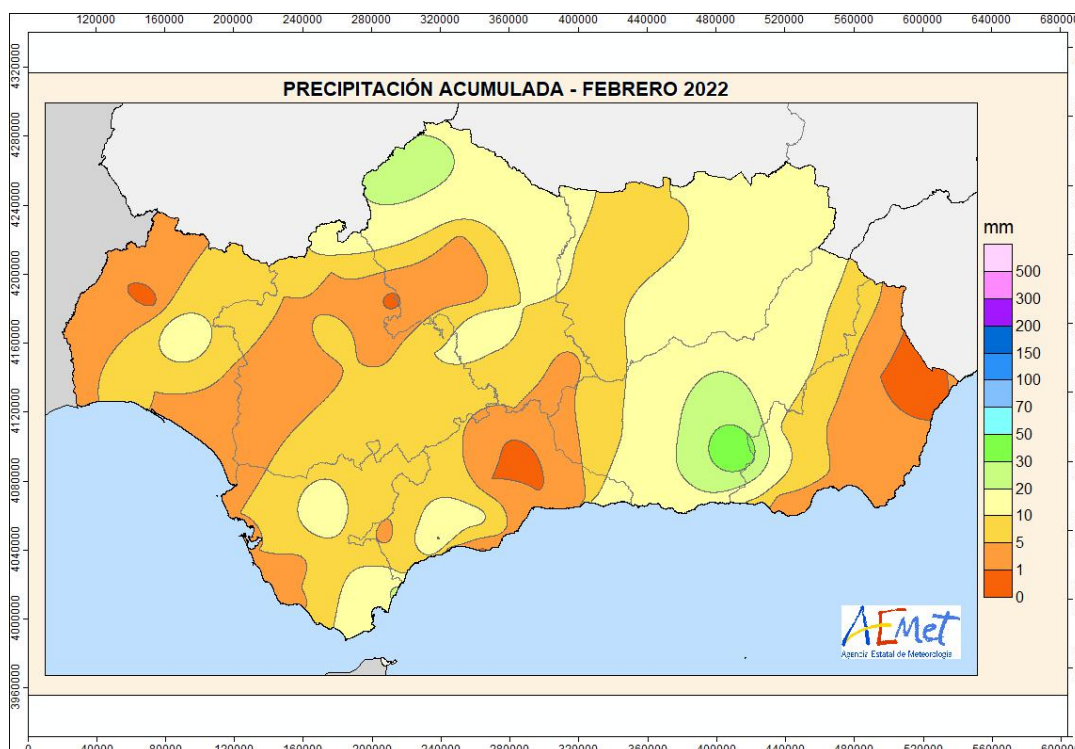 120000 200000 280000 360000 440000 520000 600000 680000
80000 160000 240000 320000 400000 480000 560000 640000
4320000
4280000
4240000
4200000
4160000
4120000
4080000
4040000
4000000
3960000
PRECIPITACIÓN ACUMULADA - FEBRERO 2022
mm
500
300
200
150
100
70
50
30
20
10
5
1
0
AEMet
Agencia Estatal de Meteorología
40000 120000 200000 280000 360000 440000 520000 600000
0 80000 160000 240000 320000 400000 480000 560000 640000